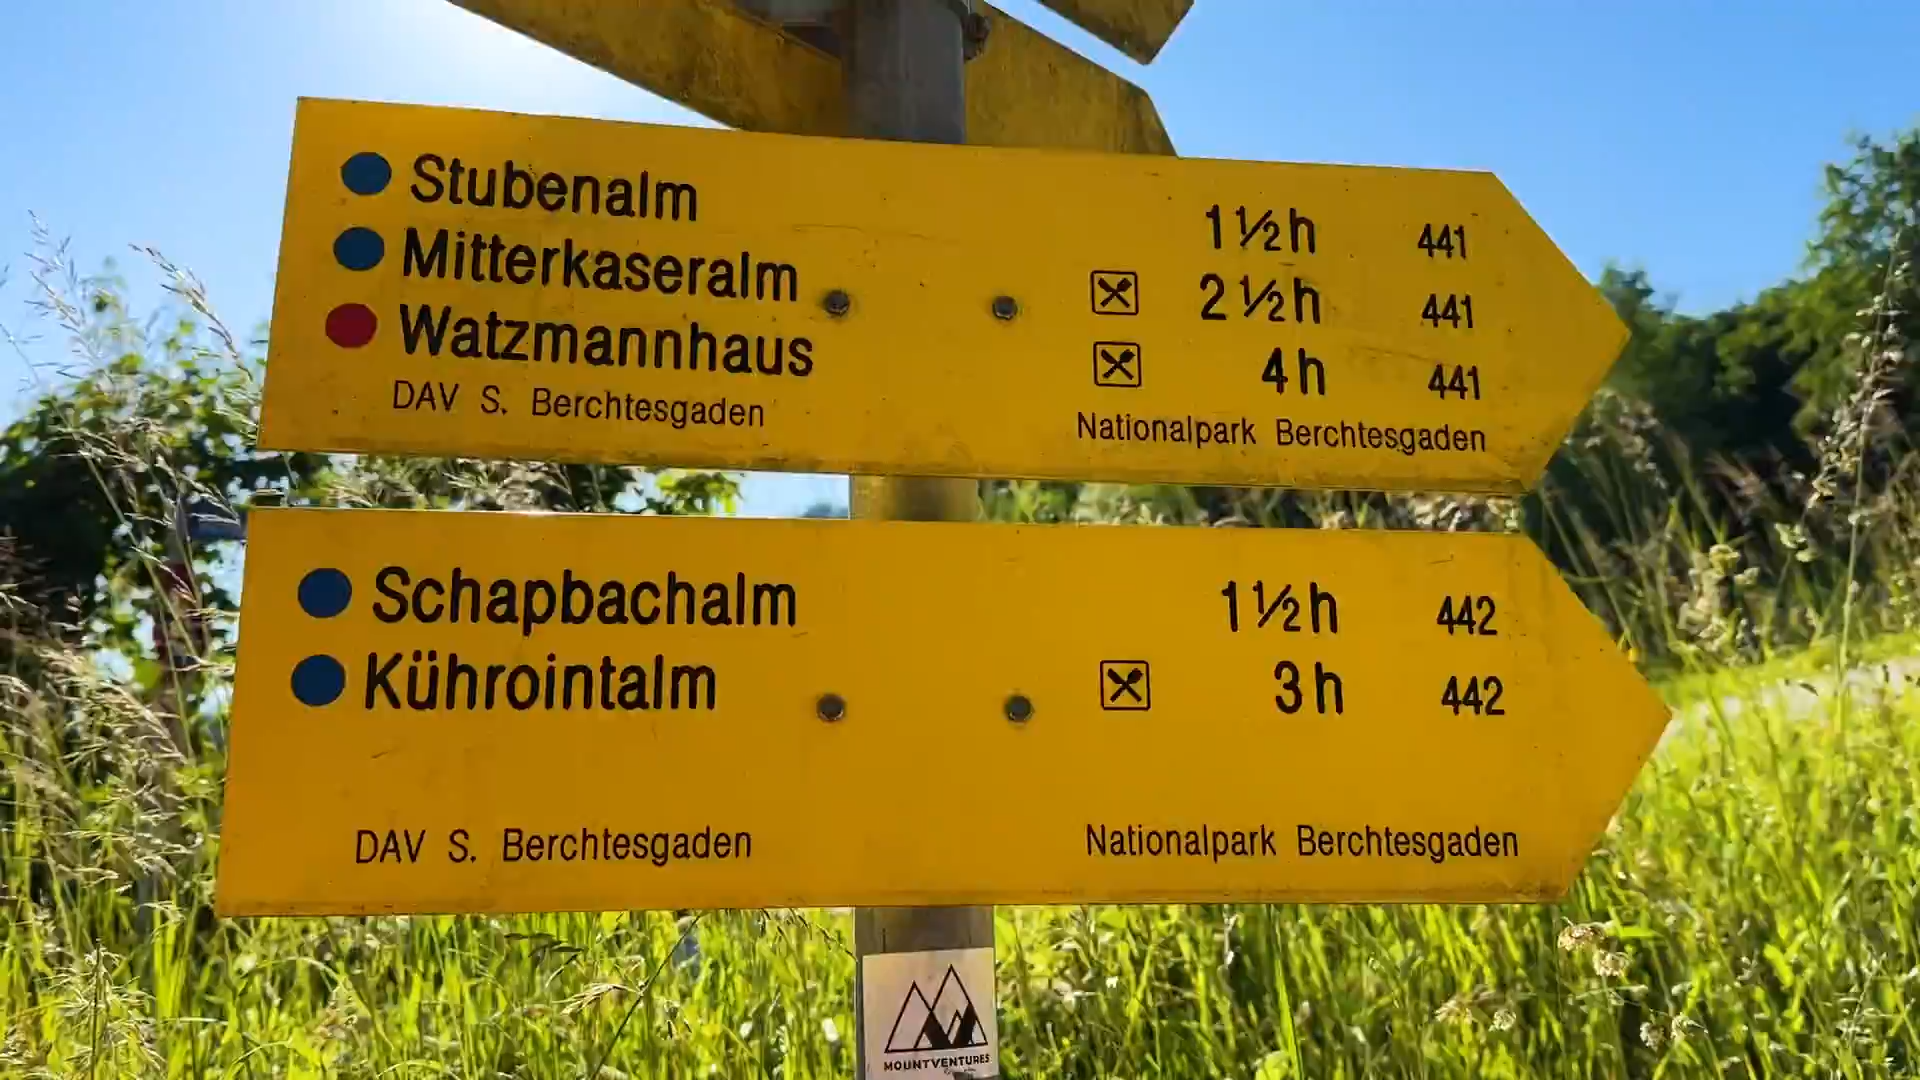 Stubenalm 1½h 441
Mitterkaseralm 2½h 441
Watzmannhaus 4h 441
DAV S. Berchtesgaden Nationalpark Berchtesgaden
Schapbachalm 1½h 442
Kührointalm 3h 442
DAV S. Berchtesgaden Nationalpark Berchtesgaden
MOUNTVENTURES